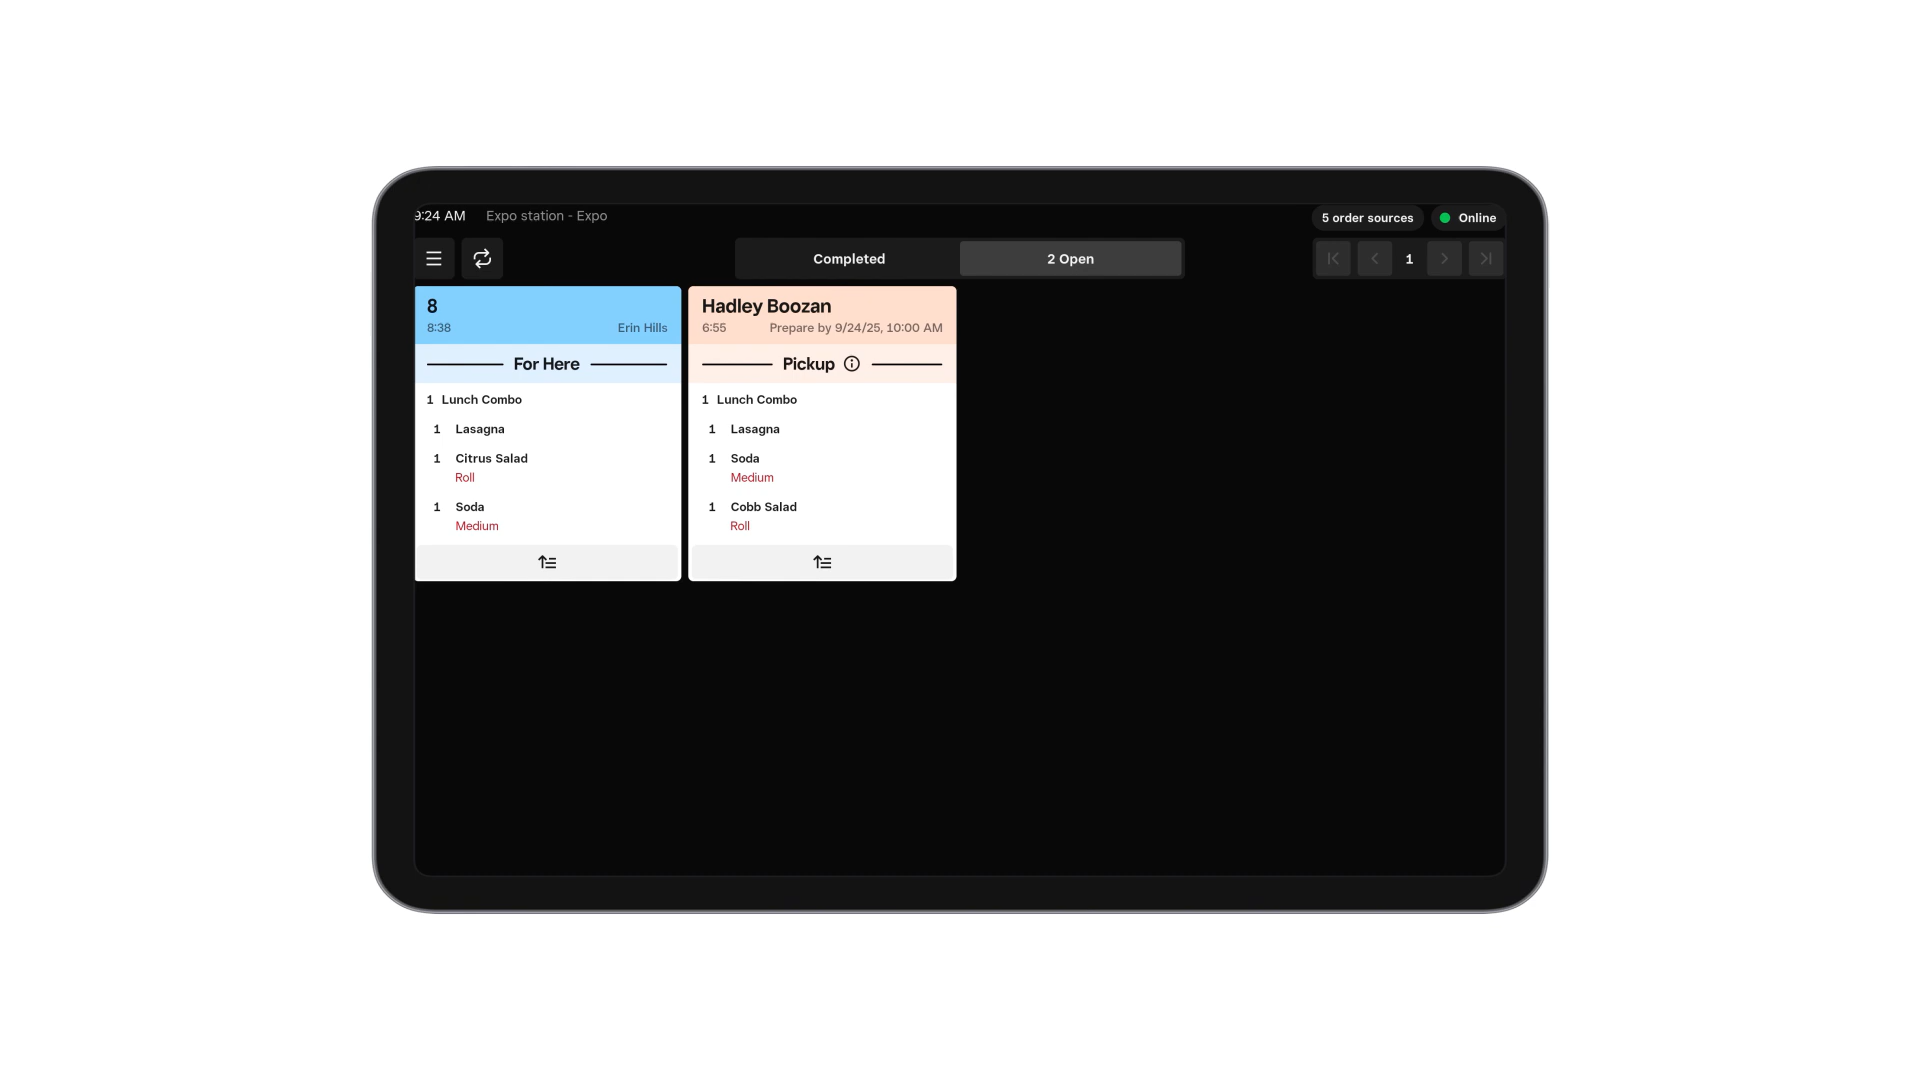 9:24 AM Expo station - Expo 5 order sources Online
Completed 2 Open 1
8
8:38 Erin Hills
For Here
1 Lunch Combo
1 Lasagna
1 Citrus Salad
Roll
1 Soda
Medium
Hadley Boozan
6:55 Prepare by 9/24/25, 10:00 AM
Pickup
1 Lunch Combo
1 Lasagna
1 Soda
Medium
1 Cobb Salad
Roll